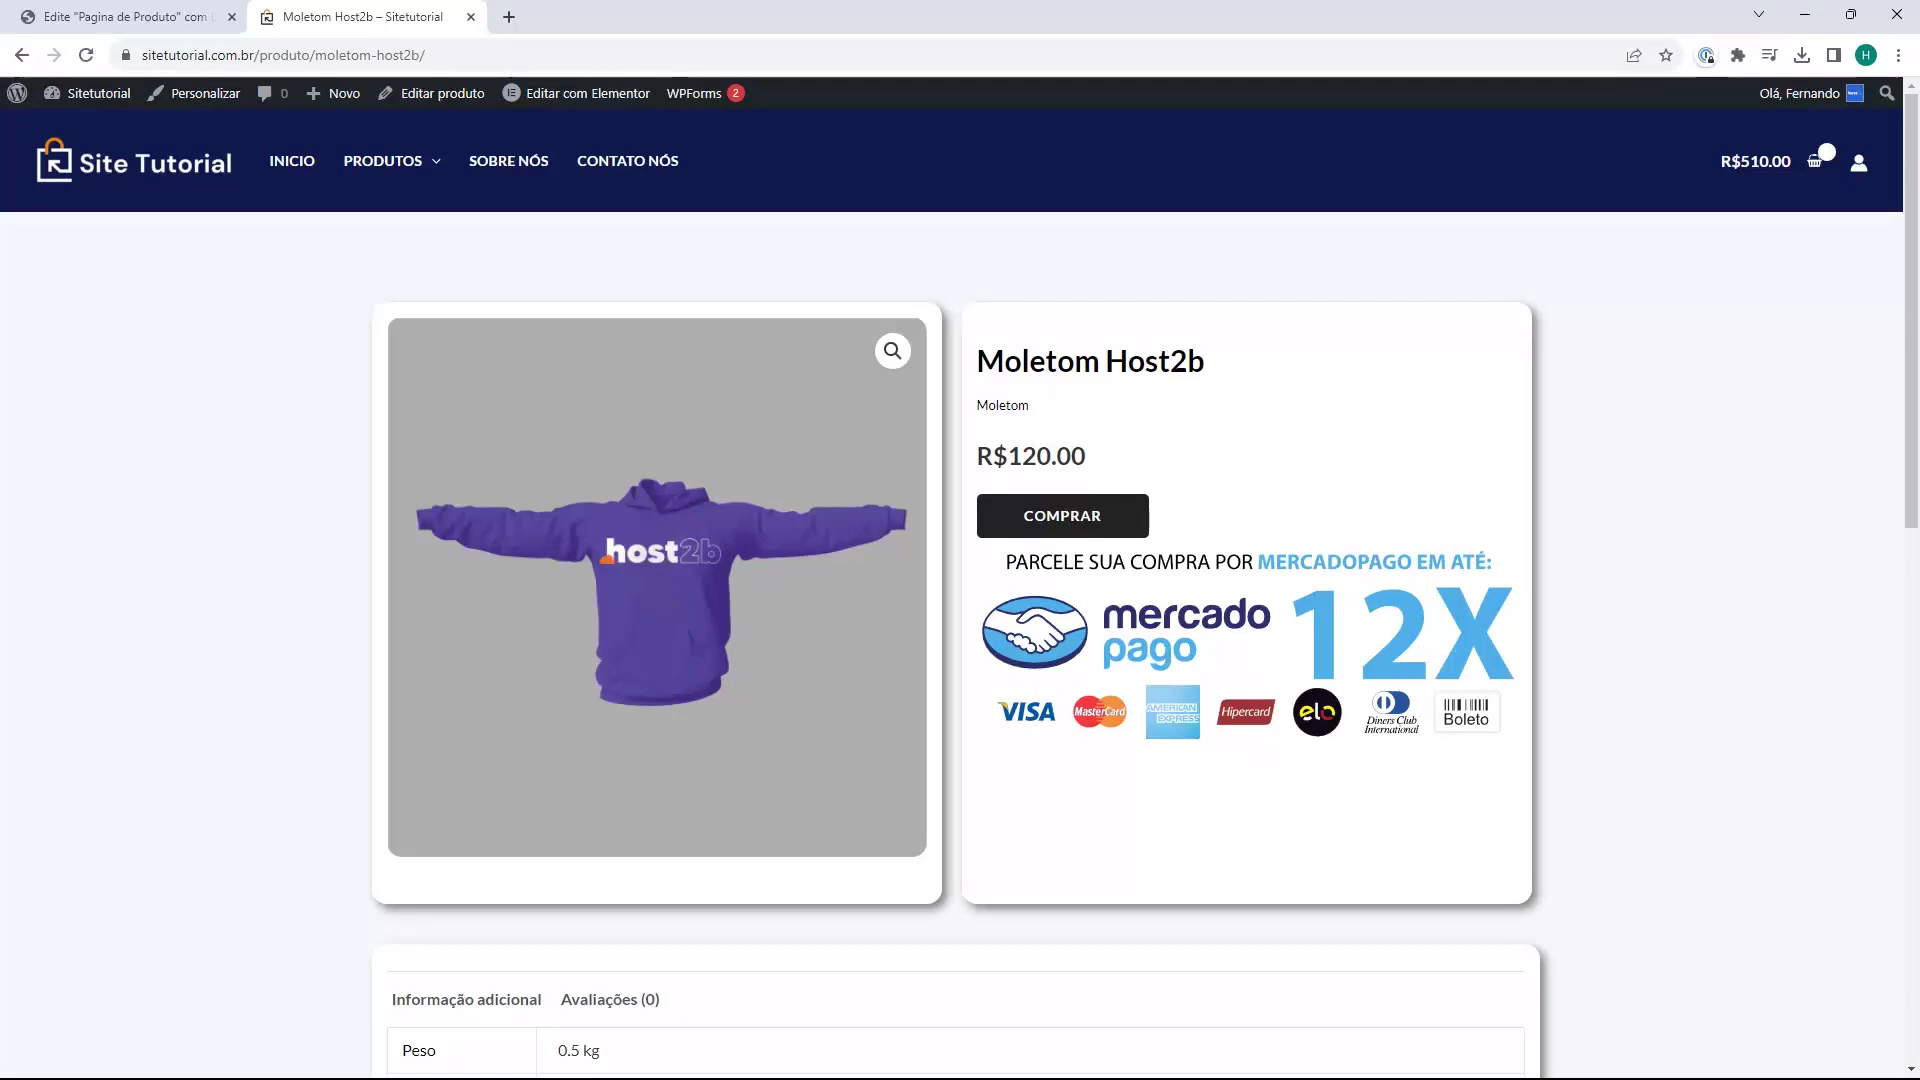 Edite "Pagina de Produto" com
Moletom Host2b – Sitetutorial
sitetutorial.com.br/produto/moletom-host2b/
H
Sitetutorial
Personalizar
0
Novo
Editar produto
Editar com Elementor
WPForms 2
Olá, Fernando
Site Tutorial
INICIO
PRODUTOS
SOBRE NÓS
CONTATO NÓS
R$510.00
.host2b
Moletom Host2b
Moletom
R$120.00
COMPRAR
PARCELE SUA COMPRA POR MERCADOPAGO EM ATÉ:
mercado
pago
12X
VISA
MasterCard
AMERICAN
EXPRESS
Hipercard
elo
Diners Club
International
Boleto
Informação adicional
Avaliações (0)
Peso
0.5 kg